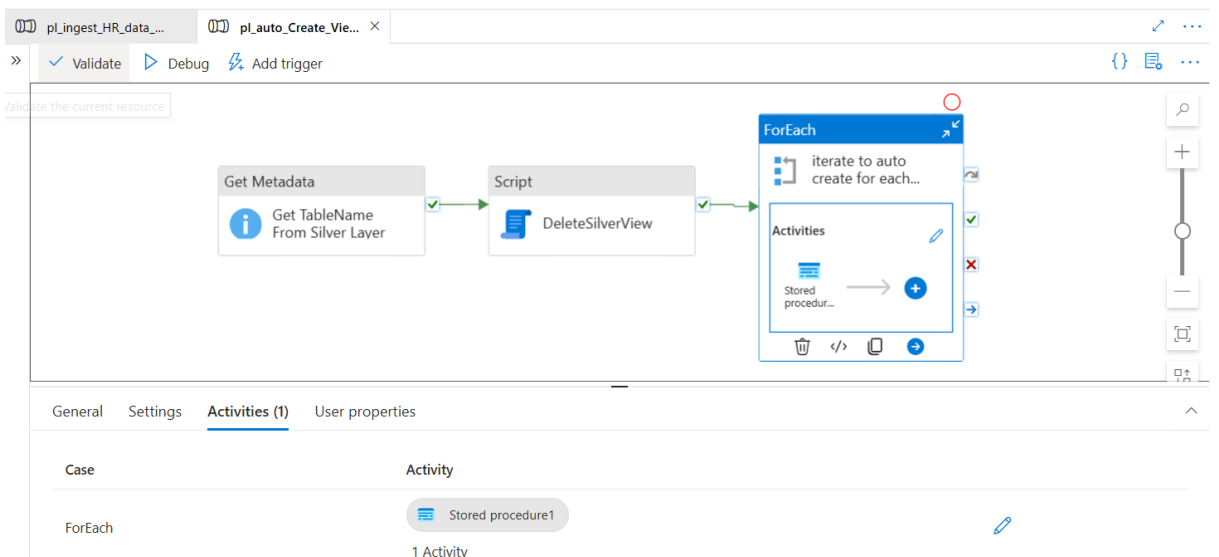 pl_ingest_HR_data_...
pl_auto_Create_Vie...
Validate
Debug
Add trigger
Validate the current resource
Get Metadata
Get TableName
From Silver Layer
Script
DeleteSilverView
ForEach
iterate to auto
create for each...
Activities
Stored
procedur...
General
Settings
Activities (1)
User properties
Case
Activity
ForEach
Stored procedure1
1 Activity